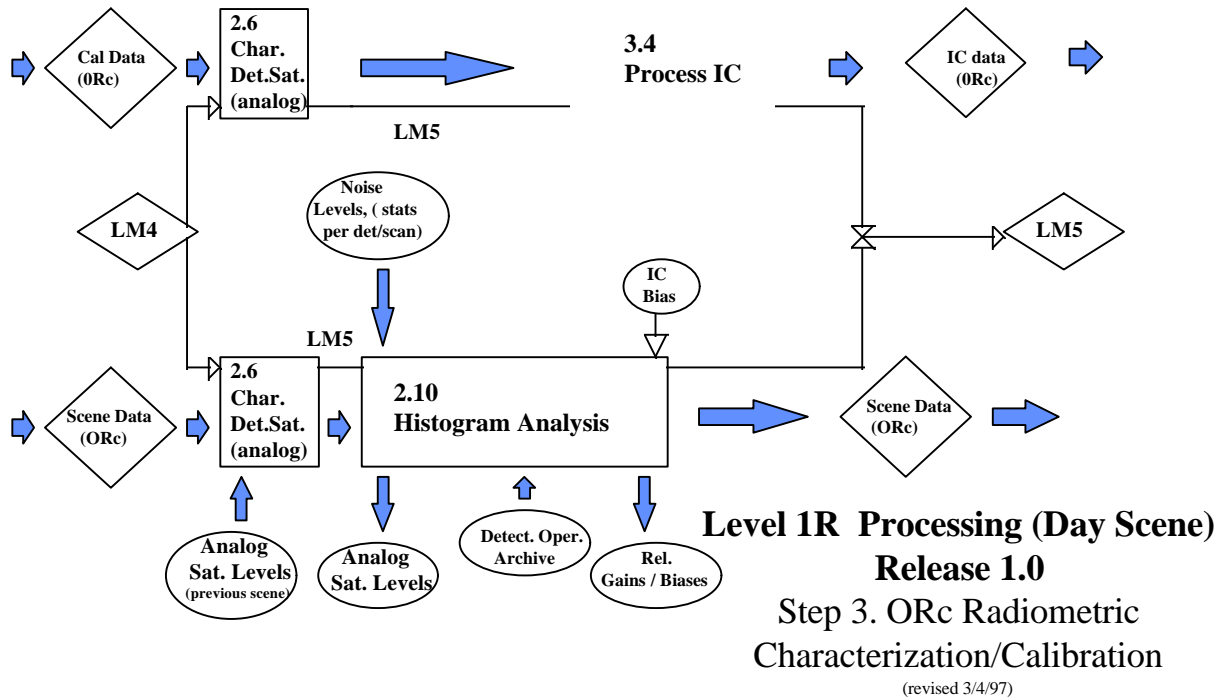 2.6
Char.
Det.Sat.
(analog)
Cal Data
(0Rc)
3.4
Process IC
IC data
(0Rc)
LM5
Noise
Levels, ( stats
per det/scan)
LM4
LM5
IC
Bias
LM5
2.6
Char.
Det.Sat.
(analog)
Scene Data
(ORc)
2.10
Histogram Analysis
Scene Data
(ORc)
Analog
Sat. Levels
(previous scene)
Analog
Sat. Levels
Detect. Oper.
Archive
Rel.
Gains / Biases
Level 1R Processing (Day Scene)
Release 1.0
Step 3. ORc Radiometric
Characterization/Calibration
(revised 3/4/97)